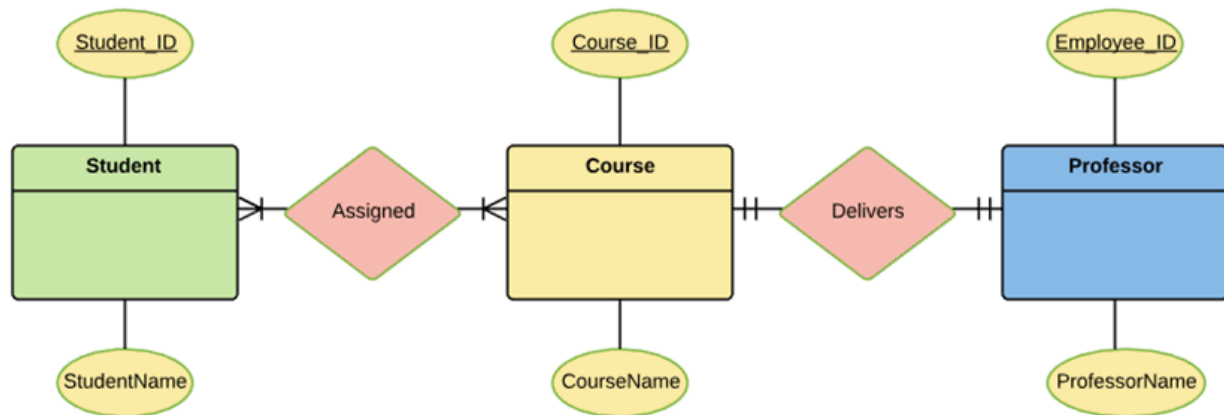 Student_ID
Course_ID
Employee_ID
Student
Course
Professor
Assigned
Delivers
StudentName
CourseName
ProfessorName